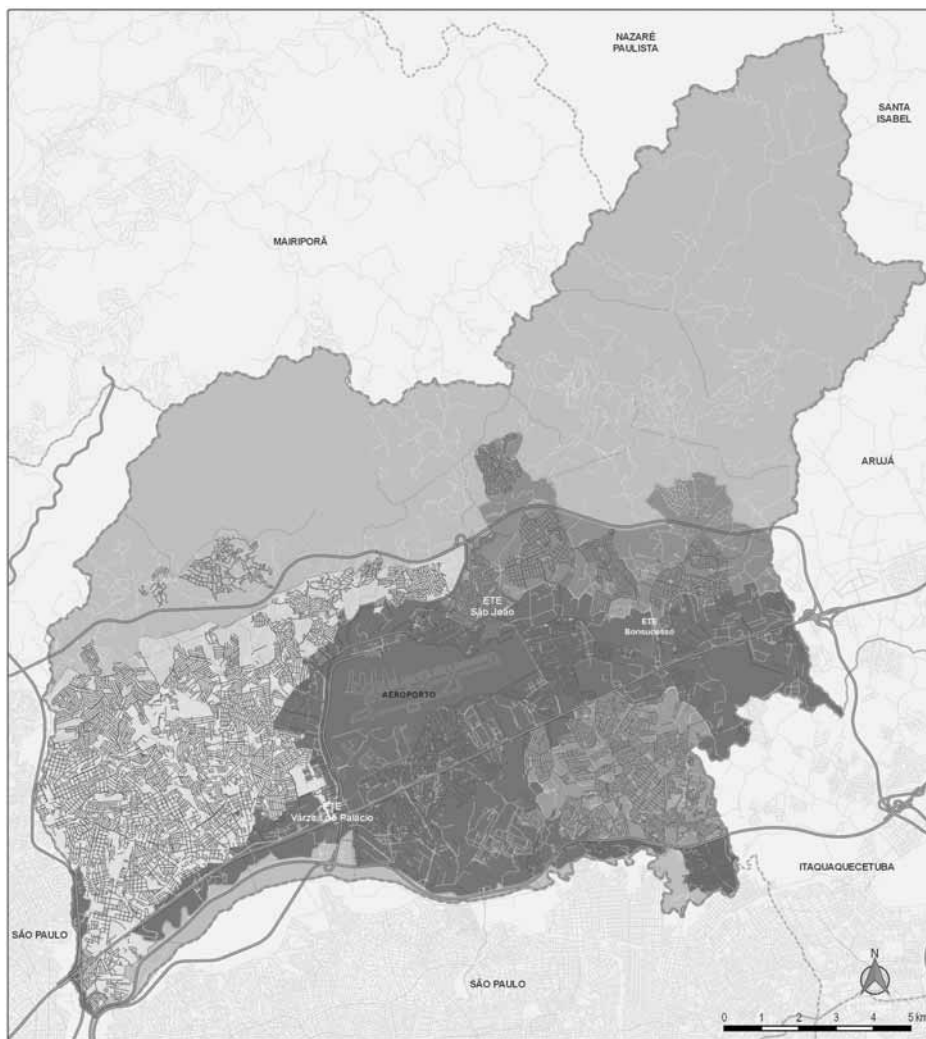 NAZARÉ
PAULISTA
SANTA
ISABEL
MAIRIPORÃ
ARUJÁ
ETE
São João
ETE
Bonsucesso
AEROPORTO
ETE
Várzea do Palácio
ITAQUAQUECETUBA
SÃO PAULO
SÃO PAULO
N
0 1 2 3 4 5 km